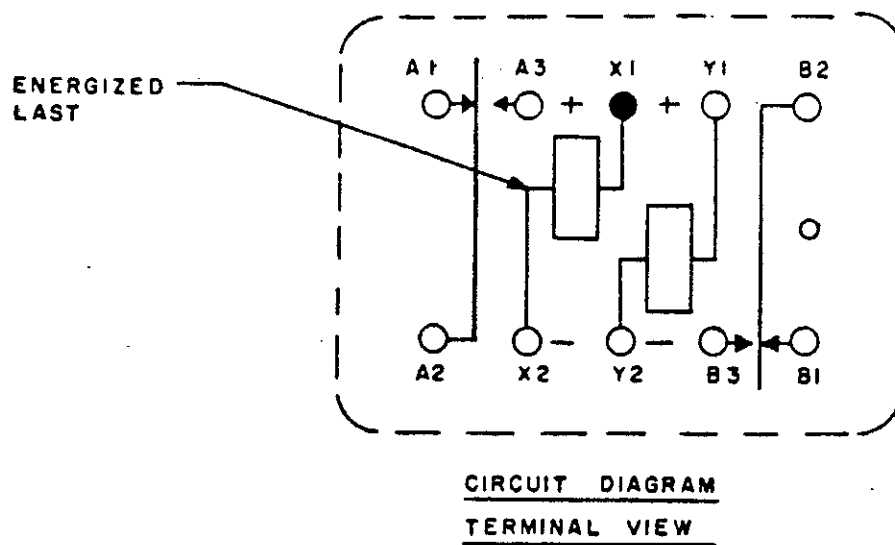 A1 A3 X1 Y1 B2
ENERGIZED
LAST
+ +
A2 X2 - Y2 - B3 B1
CIRCUIT DIAGRAM
TERMINAL VIEW